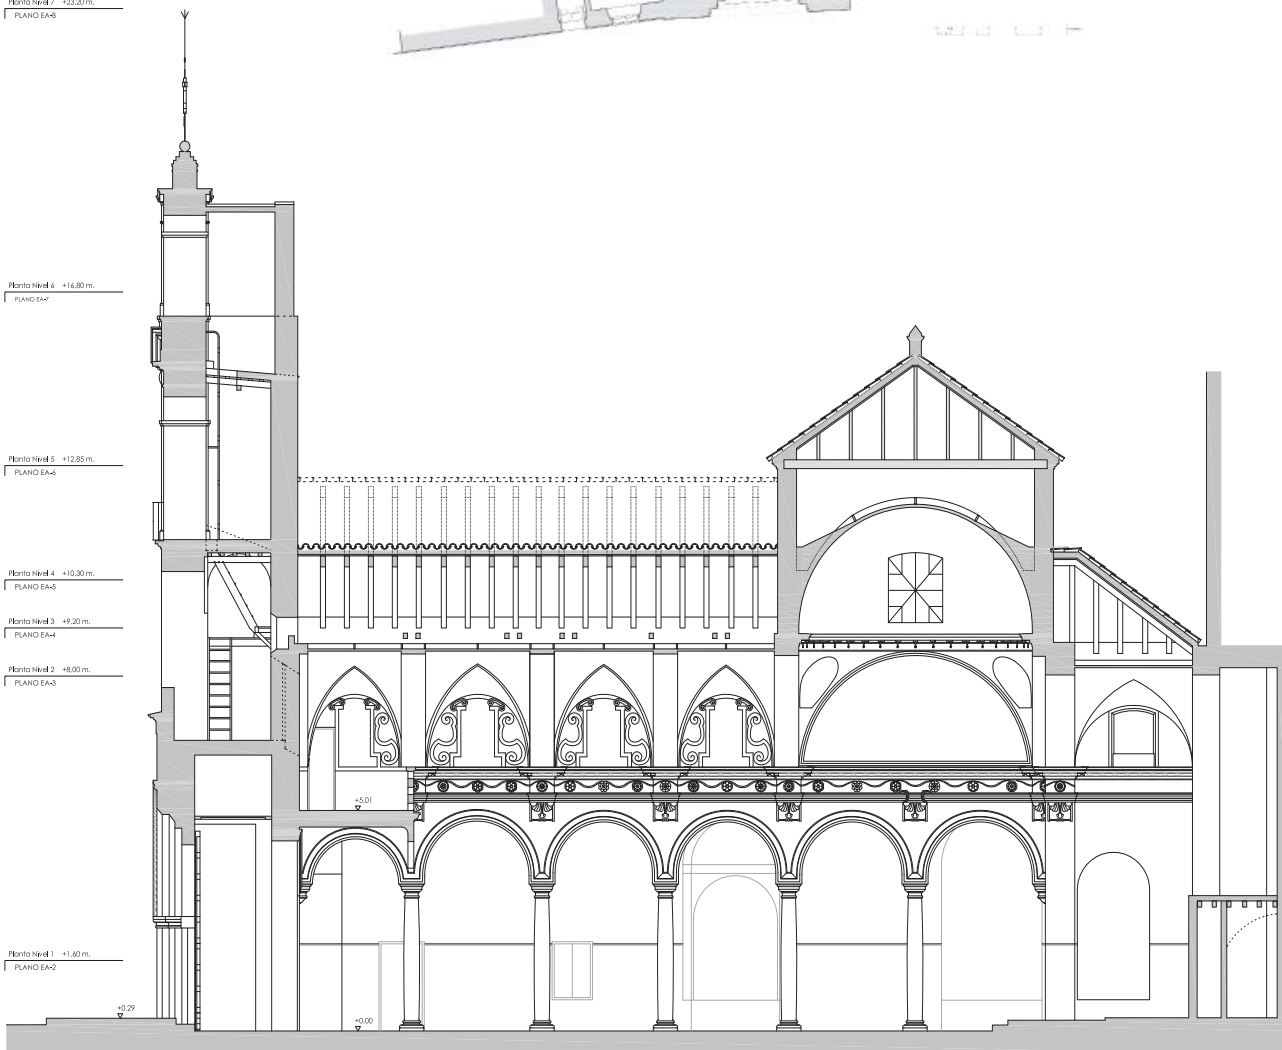 Planta Nivel 7 +23,20 m.
PLANO EA-8
Planta Nivel 6 +16,80 m.
PLANO EA-7
Planta Nivel 5 +12,85 m.
PLANO EA-6
Planta Nivel 4 +10,30 m.
PLANO EA-5
Planta Nivel 3 +9,20 m.
PLANO EA-4
Planta Nivel 2 +8,00 m.
PLANO EA-3
+5,01
Planta Nivel 1 +1,60 m.
PLANO EA-2
+0.29
+0,00